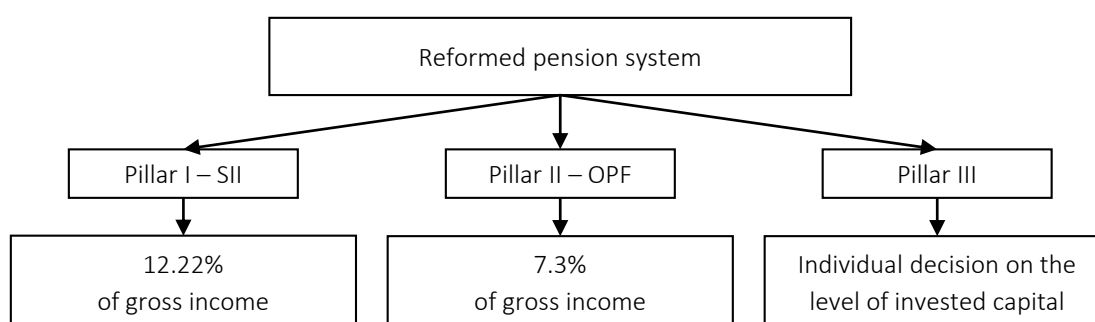 Reformed pension system
Pillar I – SII
Pillar II – OPF
Pillar III
12.22%
of gross income
7.3%
of gross income
Individual decision on the
level of invested capital